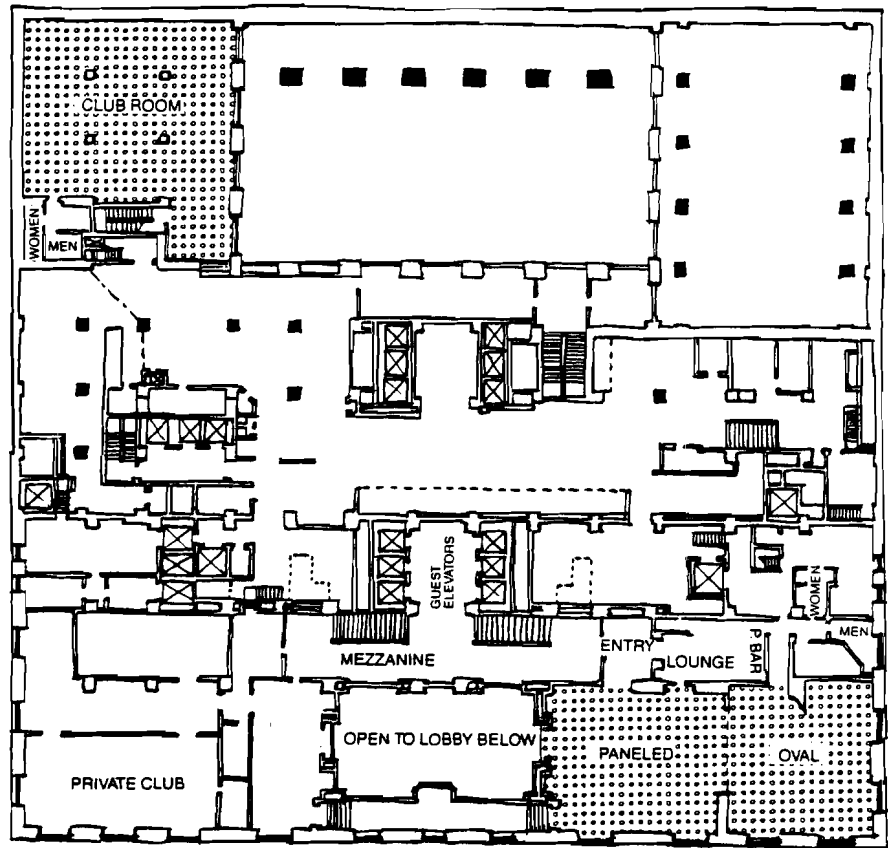 CLUB ROOM
WOMEN
MEN
GUEST
ELEVATORS
WOMEN
MEN
ENTRY
LOUNGE
P. BAR
MEZZANINE
OPEN TO LOBBY BELOW
PANELED
OVAL
PRIVATE CLUB